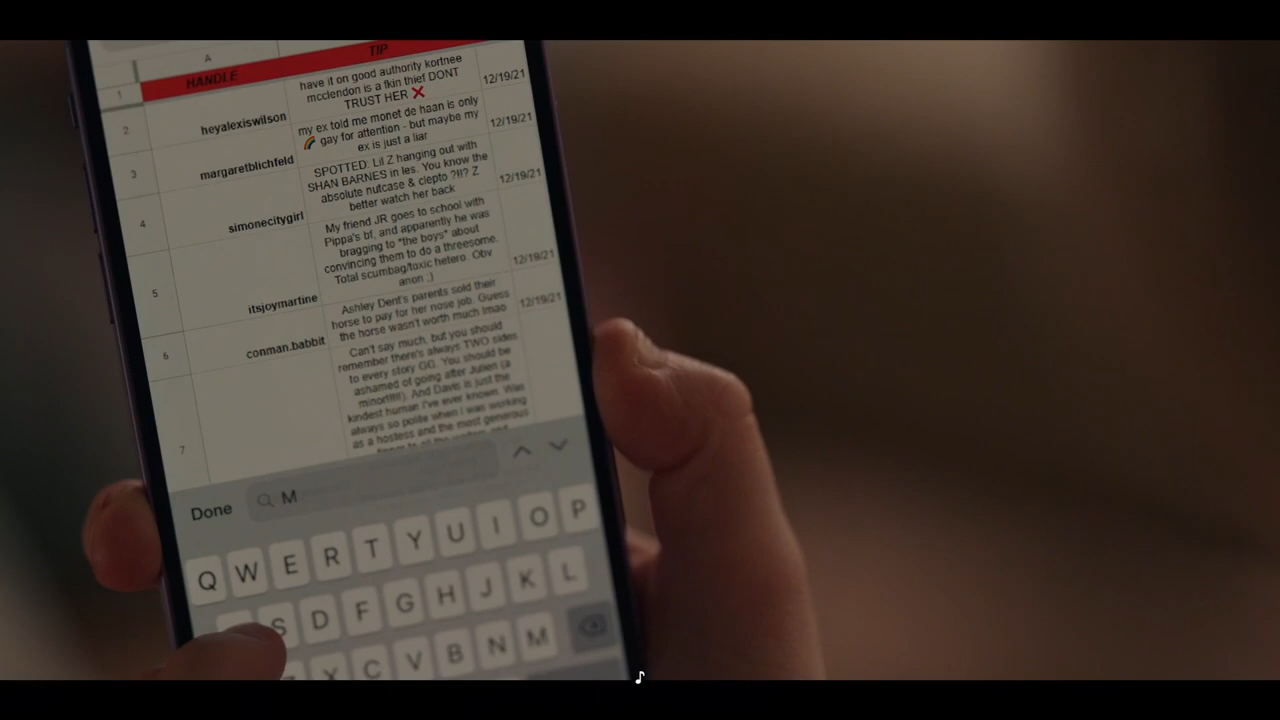 A
HANDLE
TIP
1
have it on good authority kortnee
mcclendon is a fkin thief DONT
TRUST HER ❌
12/19/21
2
heyalexiswilson
my ex told me monet de haan is only
🌈 gay for attention - but maybe my
ex is just a liar
12/19/21
3
margaretblichfeld
SPOTTED: Lil Z hanging out with
SHAN BARNES in les. You know the
absolute nutcase & clepto ?!!? Z
better watch her back
12/19/21
4
simonecitygirl
My friend JR goes to school with
Pippa's bf, and apparently he was
bragging to *the boys* about
convincing them to do a threesome.
Total scumbag/toxic hetero. Obv
anon ;)
12/19/21
5
itsjoymartine
Ashley Dent's parents sold their
horse to pay for her nose job. Guess
the horse wasn't worth much lmao
12/19/21
6
conman.babbit
Can't say much, but you should
remember there's always TWO sides
to every story GG. You should be
ashamed of going after Julien (a
minor!!!!). And Davis is just the
kindest human I've ever known. Was
always so polite when I was working
as a hostess and the most generous
7
Done
M
Q W E R T Y U I O P
S D F G H J K L
X C V B N M
♪